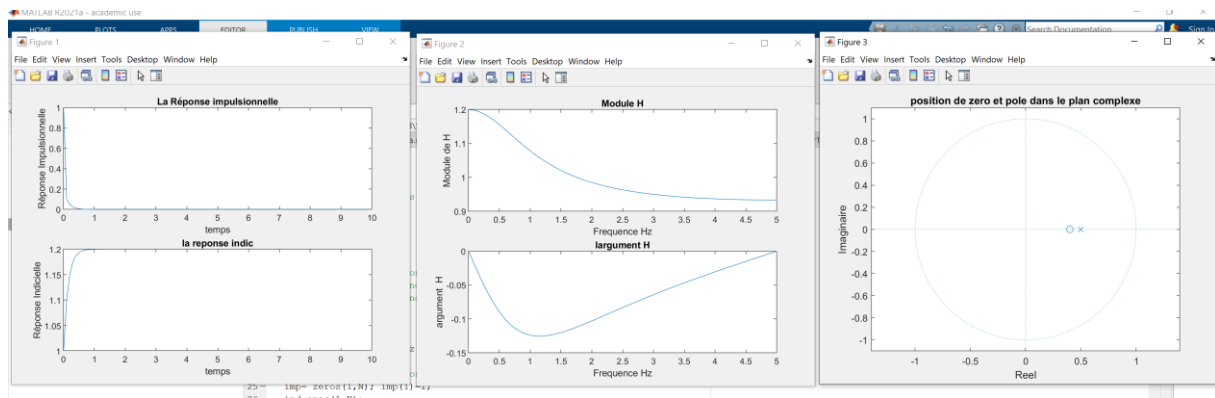 MATLAB R2021a - academic use
HOME PLOTS APPS EDITOR PUBLISH VIEW
Search Documentation Sign In
Figure 1
File Edit View Insert Tools Desktop Window Help
La Réponse impulsionnelle
Réponse Impulsionnelle
1
0.8
0.6
0.4
0.2
0
0 1 2 3 4 5 6 7 8 9 10
temps
la reponse indic
Réponse Indicielle
1.2
1.15
1.1
1.05
1
0 1 2 3 4 5 6 7 8 9 10
temps
Figure 2
File Edit View Insert Tools Desktop Window Help
Module H
Module de H
1.2
1.1
1
0.9
0 0.5 1 1.5 2 2.5 3 3.5 4 4.5 5
Frequence Hz
largument H
argument H
0
-0.05
-0.1
-0.15
0 0.5 1 1.5 2 2.5 3 3.5 4 4.5 5
Frequence Hz
Figure 3
File Edit View Insert Tools Desktop Window Help
position de zero et pole dans le plan complexe
Imaginaire
1
0.8
0.6
0.4
0.2
0
-0.2
-0.4
-0.6
-0.8
-1
-1 -0.5 0 0.5 1
Reel
25 imp= zeros(1,N); imp(1)=1;